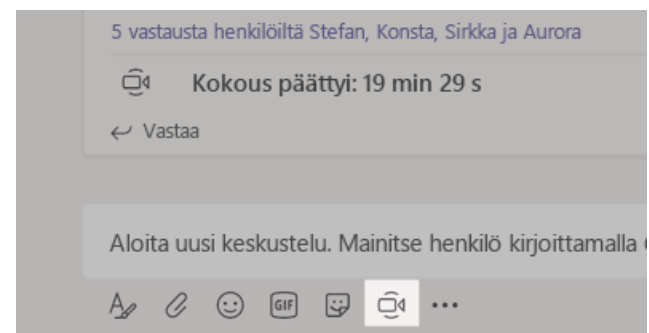 5 vastausta henkilöiltä Stefan, Konsta, Sirkka ja Aurora
Kokous päättyi: 19 min 29 s
Vastaa
Aloita uusi keskustelu. Mainitse henkilö kirjoittamalla
GIF